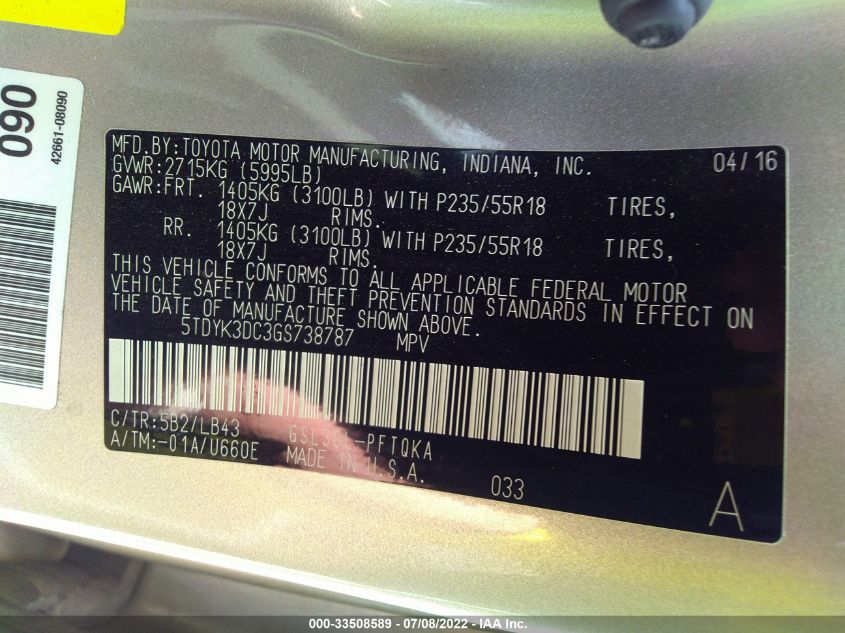 090
42661-08090
MFD.BY:TOYOTA MOTOR MANUFACTURING, INDIANA, INC. 04/16
GVWR:2715KG (5995LB)
GAWR:FRT. 1405KG (3100LB) WITH P235/55R18 TIRES,
18X7J RIMS.
RR. 1405KG (3100LB) WITH P235/55R18 TIRES,
18X7J RIMS.
THIS VEHICLE CONFORMS TO ALL APPLICABLE FEDERAL MOTOR
VEHICLE SAFETY AND THEFT PREVENTION STANDARDS IN EFFECT ON
THE DATE OF MANUFACTURE SHOWN ABOVE.
5TDYK3DC3GS738787 MPV
C/TR:5B2/LB43
A/TM:-01A/U660E
MADE IN U.S.A.
033
A
000-33508589 - 07/08/2022 - IAA Inc.